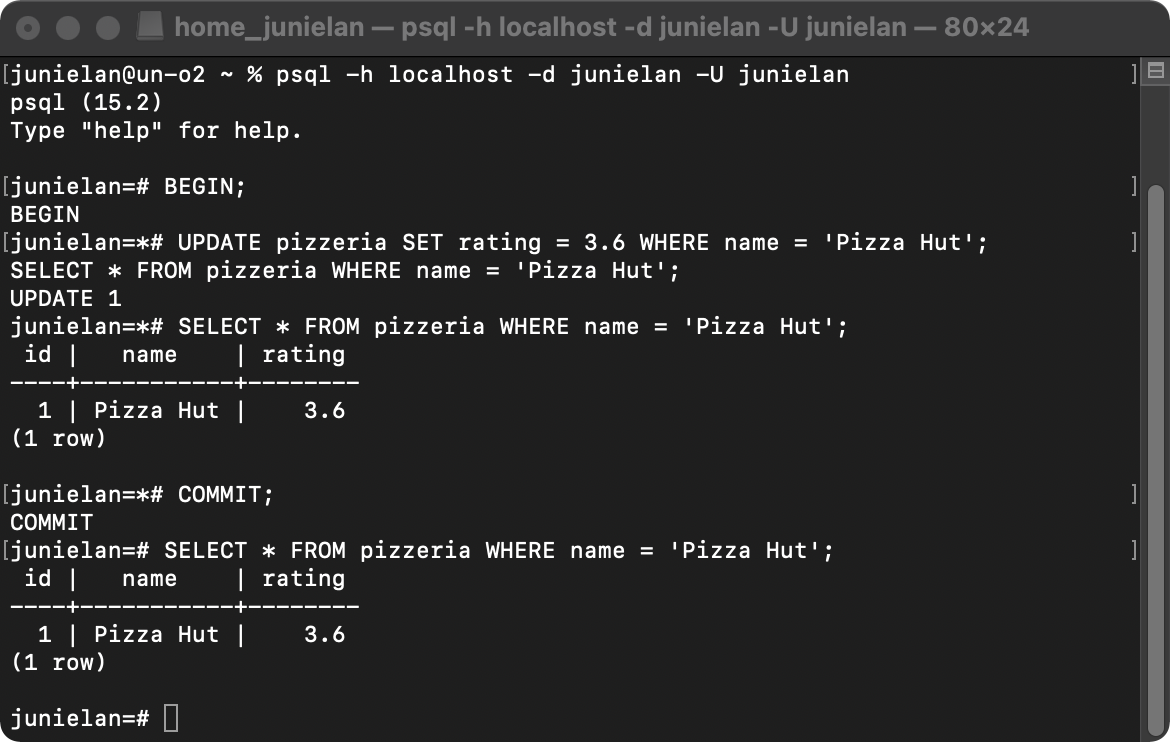 home_junielan — psql -h localhost -d junielan -U junielan — 80×24
[junielan@un-o2 ~ % psql -h localhost -d junielan -U junielan ]
psql (15.2)
Type "help" for help.
[junielan=# BEGIN; ]
BEGIN
[junielan=*# UPDATE pizzeria SET rating = 3.6 WHERE name = 'Pizza Hut'; ]
SELECT * FROM pizzeria WHERE name = 'Pizza Hut';
UPDATE 1
junielan=*# SELECT * FROM pizzeria WHERE name = 'Pizza Hut';
 id |   name    | rating
----+-----------+--------
  1 | Pizza Hut |    3.6
(1 row)
[junielan=*# COMMIT; ]
COMMIT
[junielan=# SELECT * FROM pizzeria WHERE name = 'Pizza Hut'; ]
 id |   name    | rating
----+-----------+--------
  1 | Pizza Hut |    3.6
(1 row)
junielan=#